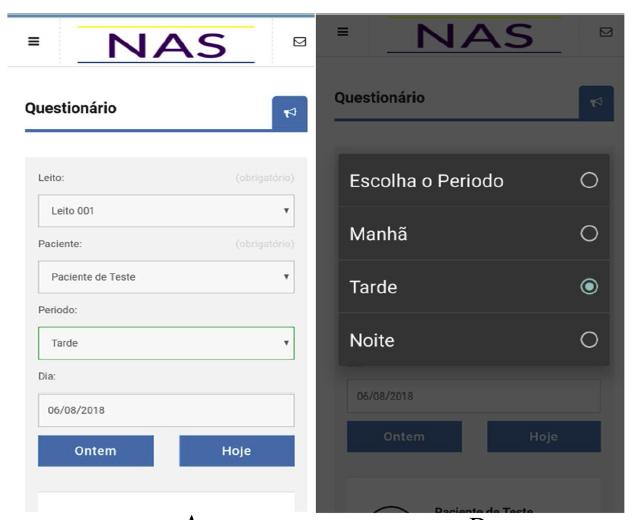 NAS
Questionário
Leito: (obrigatório)
Leito 001
Paciente: (obrigatório)
Paciente de Teste
Periodo:
Tarde
Dia:
06/08/2018
Ontem Hoje
A
NAS
Questionário
Escolha o Periodo
Manhã
Tarde
Noite
06/08/2018
Ontem Hoje
Paciente de Teste